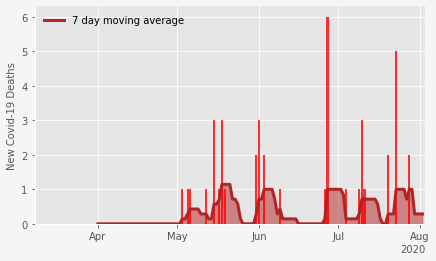 7 day moving average
New Covid-19 Deaths
6
5
4
3
2
1
0
Apr
May
Jun
Jul
Aug
2020